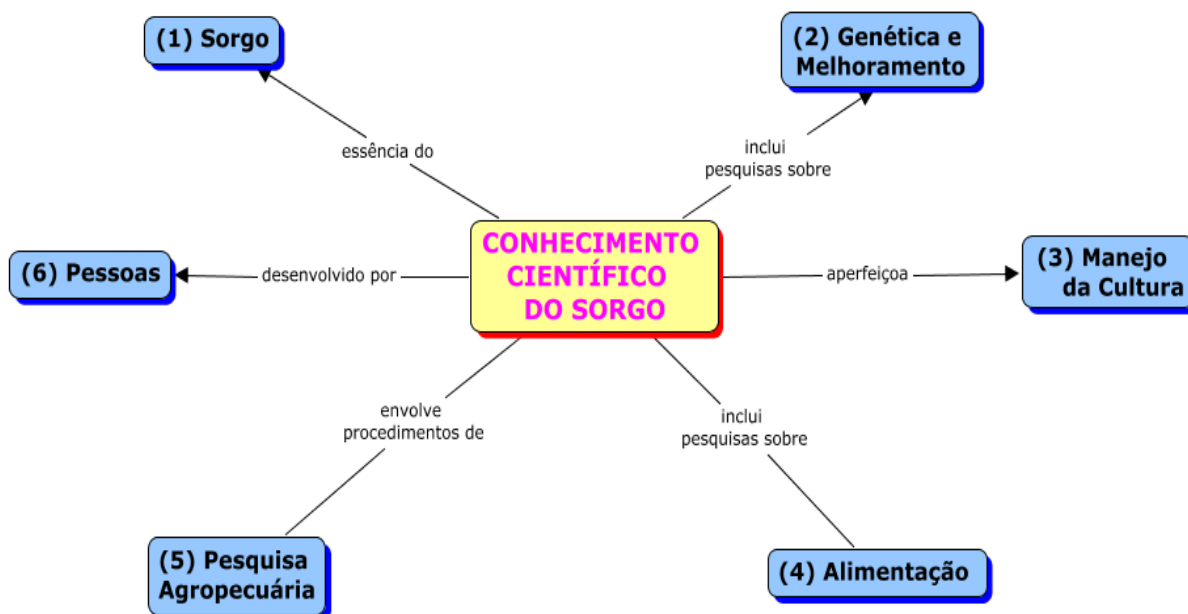 (1) Sorgo
(2) Genética e
Melhoramento
essência do
inclui
pesquisas sobre
CONHECIMENTO
CIENTÍFICO
DO SORGO
(6) Pessoas
desenvolvido por
aperfeiçoa
(3) Manejo
da Cultura
envolve
procedimentos de
inclui
pesquisas sobre
(5) Pesquisa
Agropecuária
(4) Alimentação